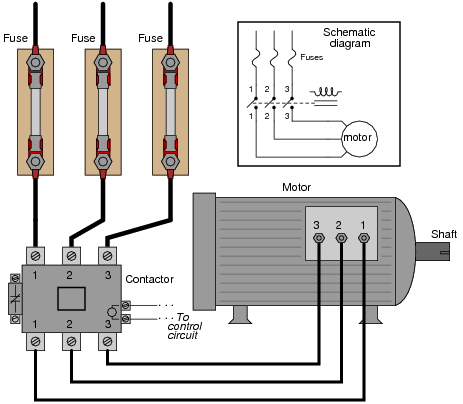 Fuse
Fuse
Fuse
Schematic
diagram
Fuses
1 2 3
1 2 3
motor
Motor
3 2 1
Shaft
1 2 3
Contactor
1 2 3
To
control
circuit